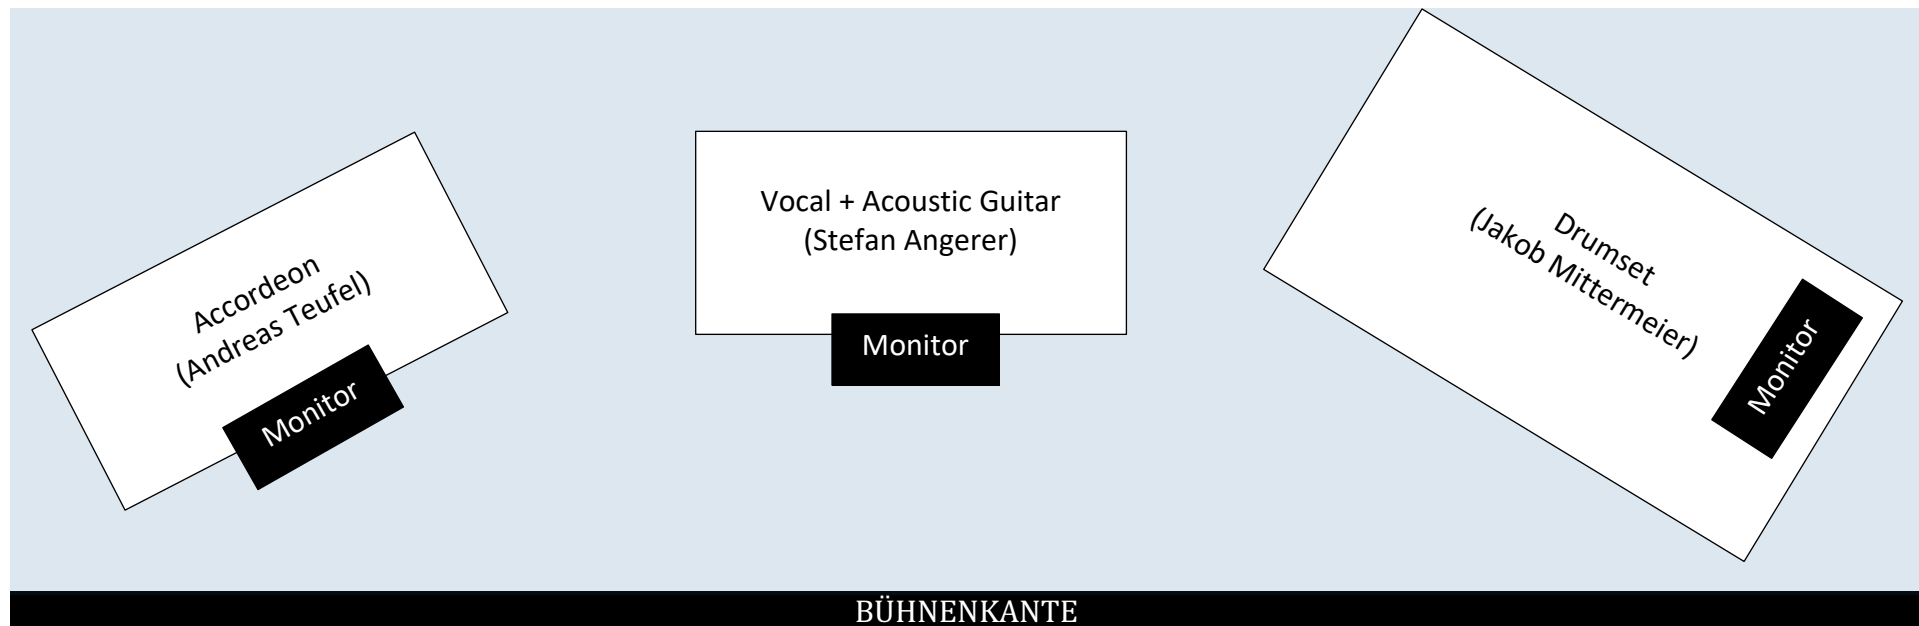 Accordeon
(Andreas Teufel)
Monitor
Vocal + Acoustic Guitar
(Stefan Angerer)
Monitor
Drumset
(Jakob Mittermeier)
Monitor
BÜHNENKANTE